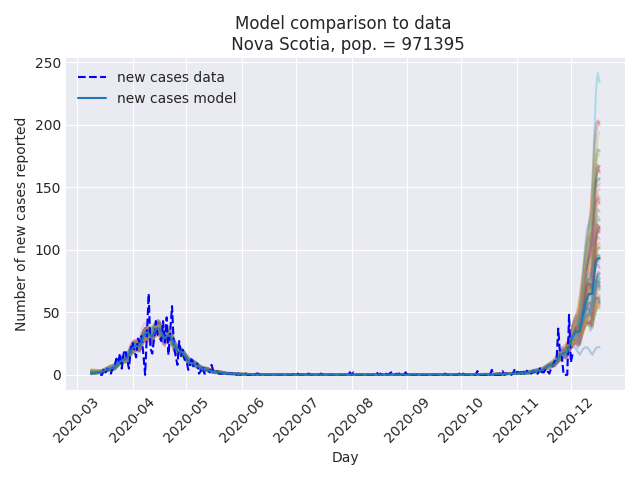 Model comparison to data
Nova Scotia, pop. = 971395
new cases data
new cases model
Number of new cases reported
250
200
150
100
50
0
2020-03
2020-04
2020-05
2020-06
2020-07
2020-08
2020-09
2020-10
2020-11
2020-12
Day